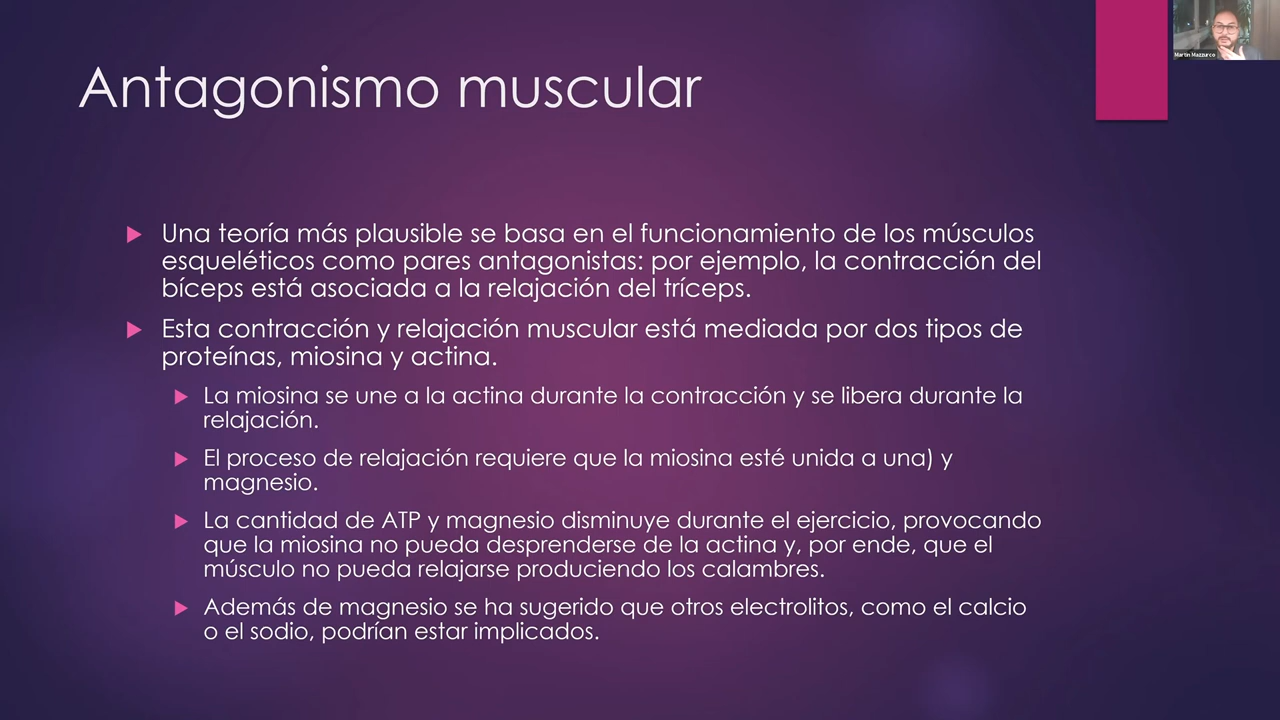 Antagonismo muscular
Martin Mazzurco
Una teoría más plausible se basa en el funcionamiento de los músculos
esqueléticos como pares antagonistas: por ejemplo, la contracción del
bíceps está asociada a la relajación del tríceps.
Esta contracción y relajación muscular está mediada por dos tipos de
proteínas, miosina y actina.
La miosina se une a la actina durante la contracción y se libera durante la
relajación.
El proceso de relajación requiere que la miosina esté unida a una) y
magnesio.
La cantidad de ATP y magnesio disminuye durante el ejercicio, provocando
que la miosina no pueda desprenderse de la actina y, por ende, que el
músculo no pueda relajarse produciendo los calambres.
Además de magnesio se ha sugerido que otros electrolitos, como el calcio
o el sodio, podrían estar implicados.